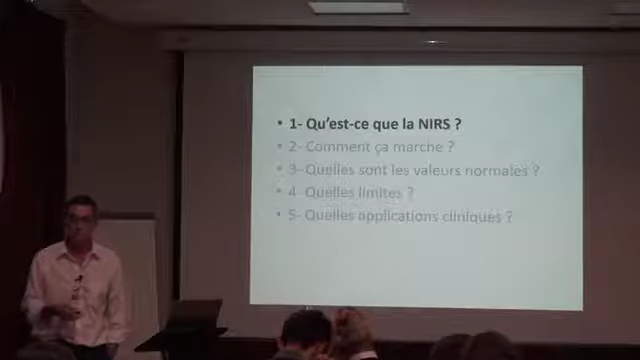 • 1- Qu’est-ce que la NIRS ?
• 2- Comment ça marche ?
• 3- Quelles sont les valeurs normales ?
• 4- Quelles limites ?
• 5- Quelles applications cliniques ?